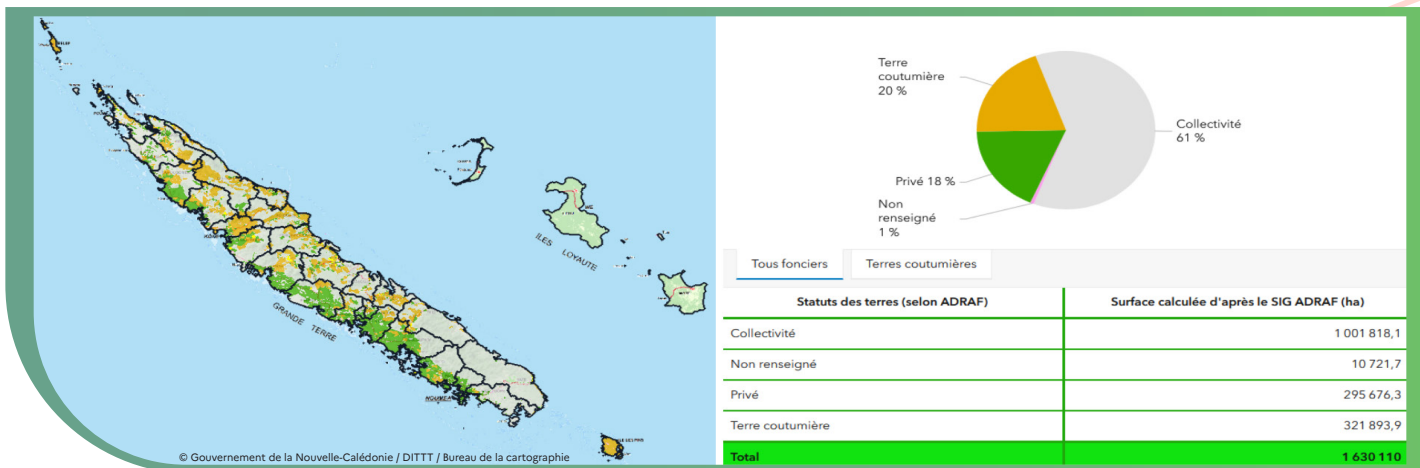 ILES LOYAUTE
GRANDE TERRE
NOUMEA
© Gouvernement de la Nouvelle-Calédonie / DITTT / Bureau de la cartographie
Terre
coutumière
20 %
Collectivité
61 %
Privé 18 %
Non
renseigné
1 %
Tous fonciers
Terres coutumières
Statuts des terres (selon ADRAF) Surface calculée d'après le SIG ADRAF (ha)
Collectivité 1 001 818,1
Non renseigné 10 721,7
Privé 295 676,3
Terre coutumière 321 893,9
Total 1 630 110